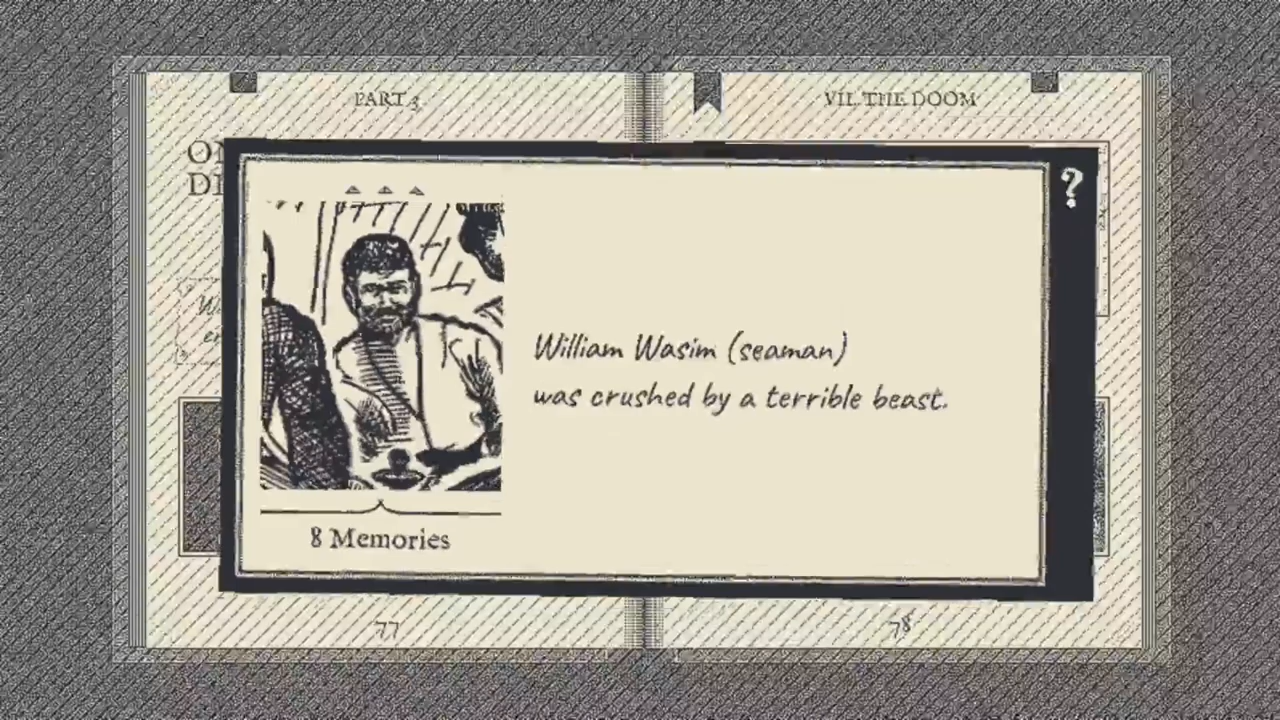 PART 3
VII. THE DOOM
?
William Wasim (seaman)
was crushed by a terrible beast.
8 Memories
77
78